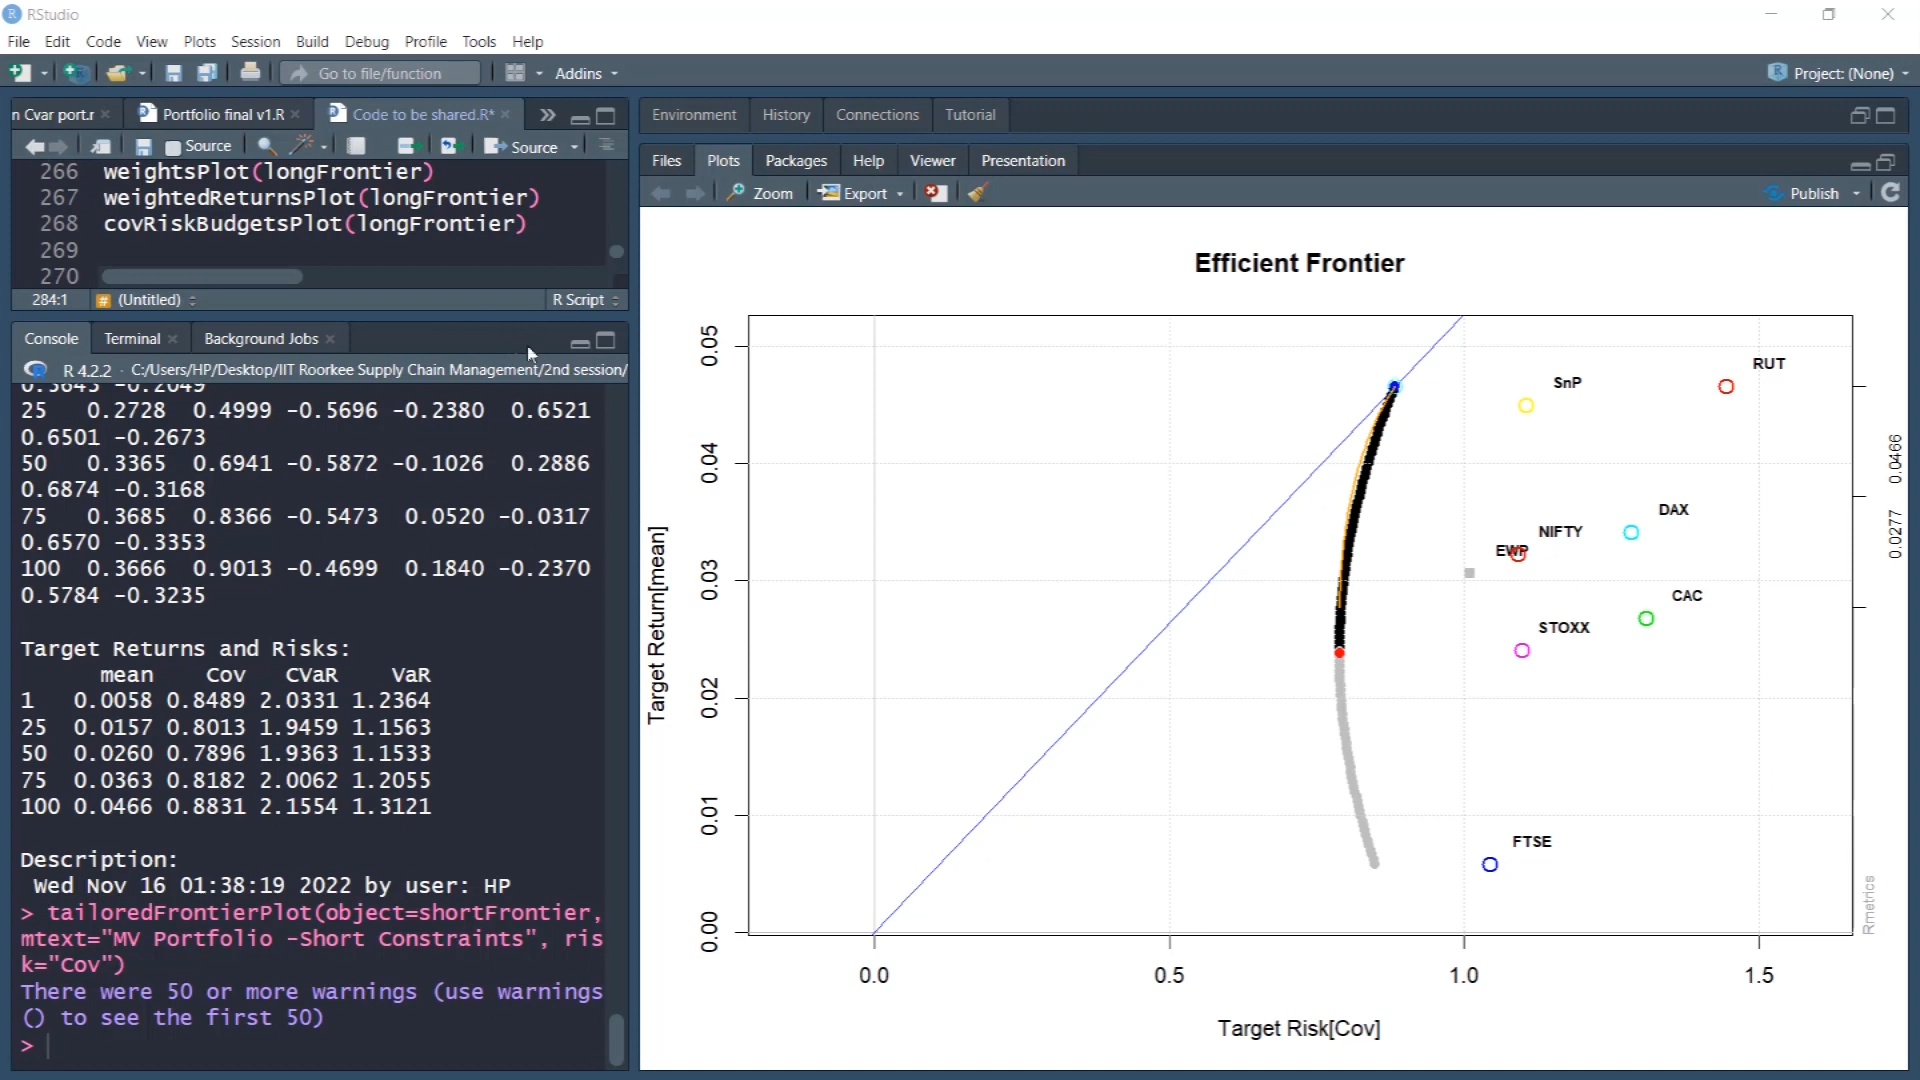 RStudio
File Edit Code View Plots Session Build Debug Profile Tools Help
Go to file/function Addins Project: (None)
n Cvar port.r Portfolio final v1.R Code to be shared.R*
Source Source
266 weightsPlot(longFrontier)
267 weightedReturnsPlot(longFrontier)
268 covRiskBudgetsPlot(longFrontier)
269
270
284:1 # (Untitled) R Script
Console Terminal Background Jobs
R 4.2.2 · C:/Users/HP/Desktop/IIT Roorkee Supply Chain Management/2nd session/
0.5643 -0.2049
25 0.2728 0.4999 -0.5696 -0.2380 0.6521
0.6501 -0.2673
50 0.3365 0.6941 -0.5872 -0.1026 0.2886
0.6874 -0.3168
75 0.3685 0.8366 -0.5473 0.0520 -0.0317
0.6570 -0.3353
100 0.3666 0.9013 -0.4699 0.1840 -0.2370
0.5784 -0.3235
Target Returns and Risks:
mean Cov CVaR VaR
1 0.0058 0.8489 2.0331 1.2364
25 0.0157 0.8013 1.9459 1.1563
50 0.0260 0.7896 1.9363 1.1533
75 0.0363 0.8182 2.0062 1.2055
100 0.0466 0.8831 2.1554 1.3121
Description:
Wed Nov 16 01:38:19 2022 by user: HP
> tailoredFrontierPlot(object=shortFrontier,
mtext="MV Portfolio -Short Constraints", ris
k="Cov")
There were 50 or more warnings (use warnings
() to see the first 50)
>
Environment History Connections Tutorial
Files Plots Packages Help Viewer Presentation
Zoom Export Publish
Efficient Frontier
Target Return[mean]
0.05
0.04
0.03
0.02
0.01
0.00
RUT
SnP
DAX
NIFTY
EWP
CAC
STOXX
FTSE
0.0277 0.0466
Rmetrics
0.0 0.5 1.0 1.5
Target Risk[Cov]